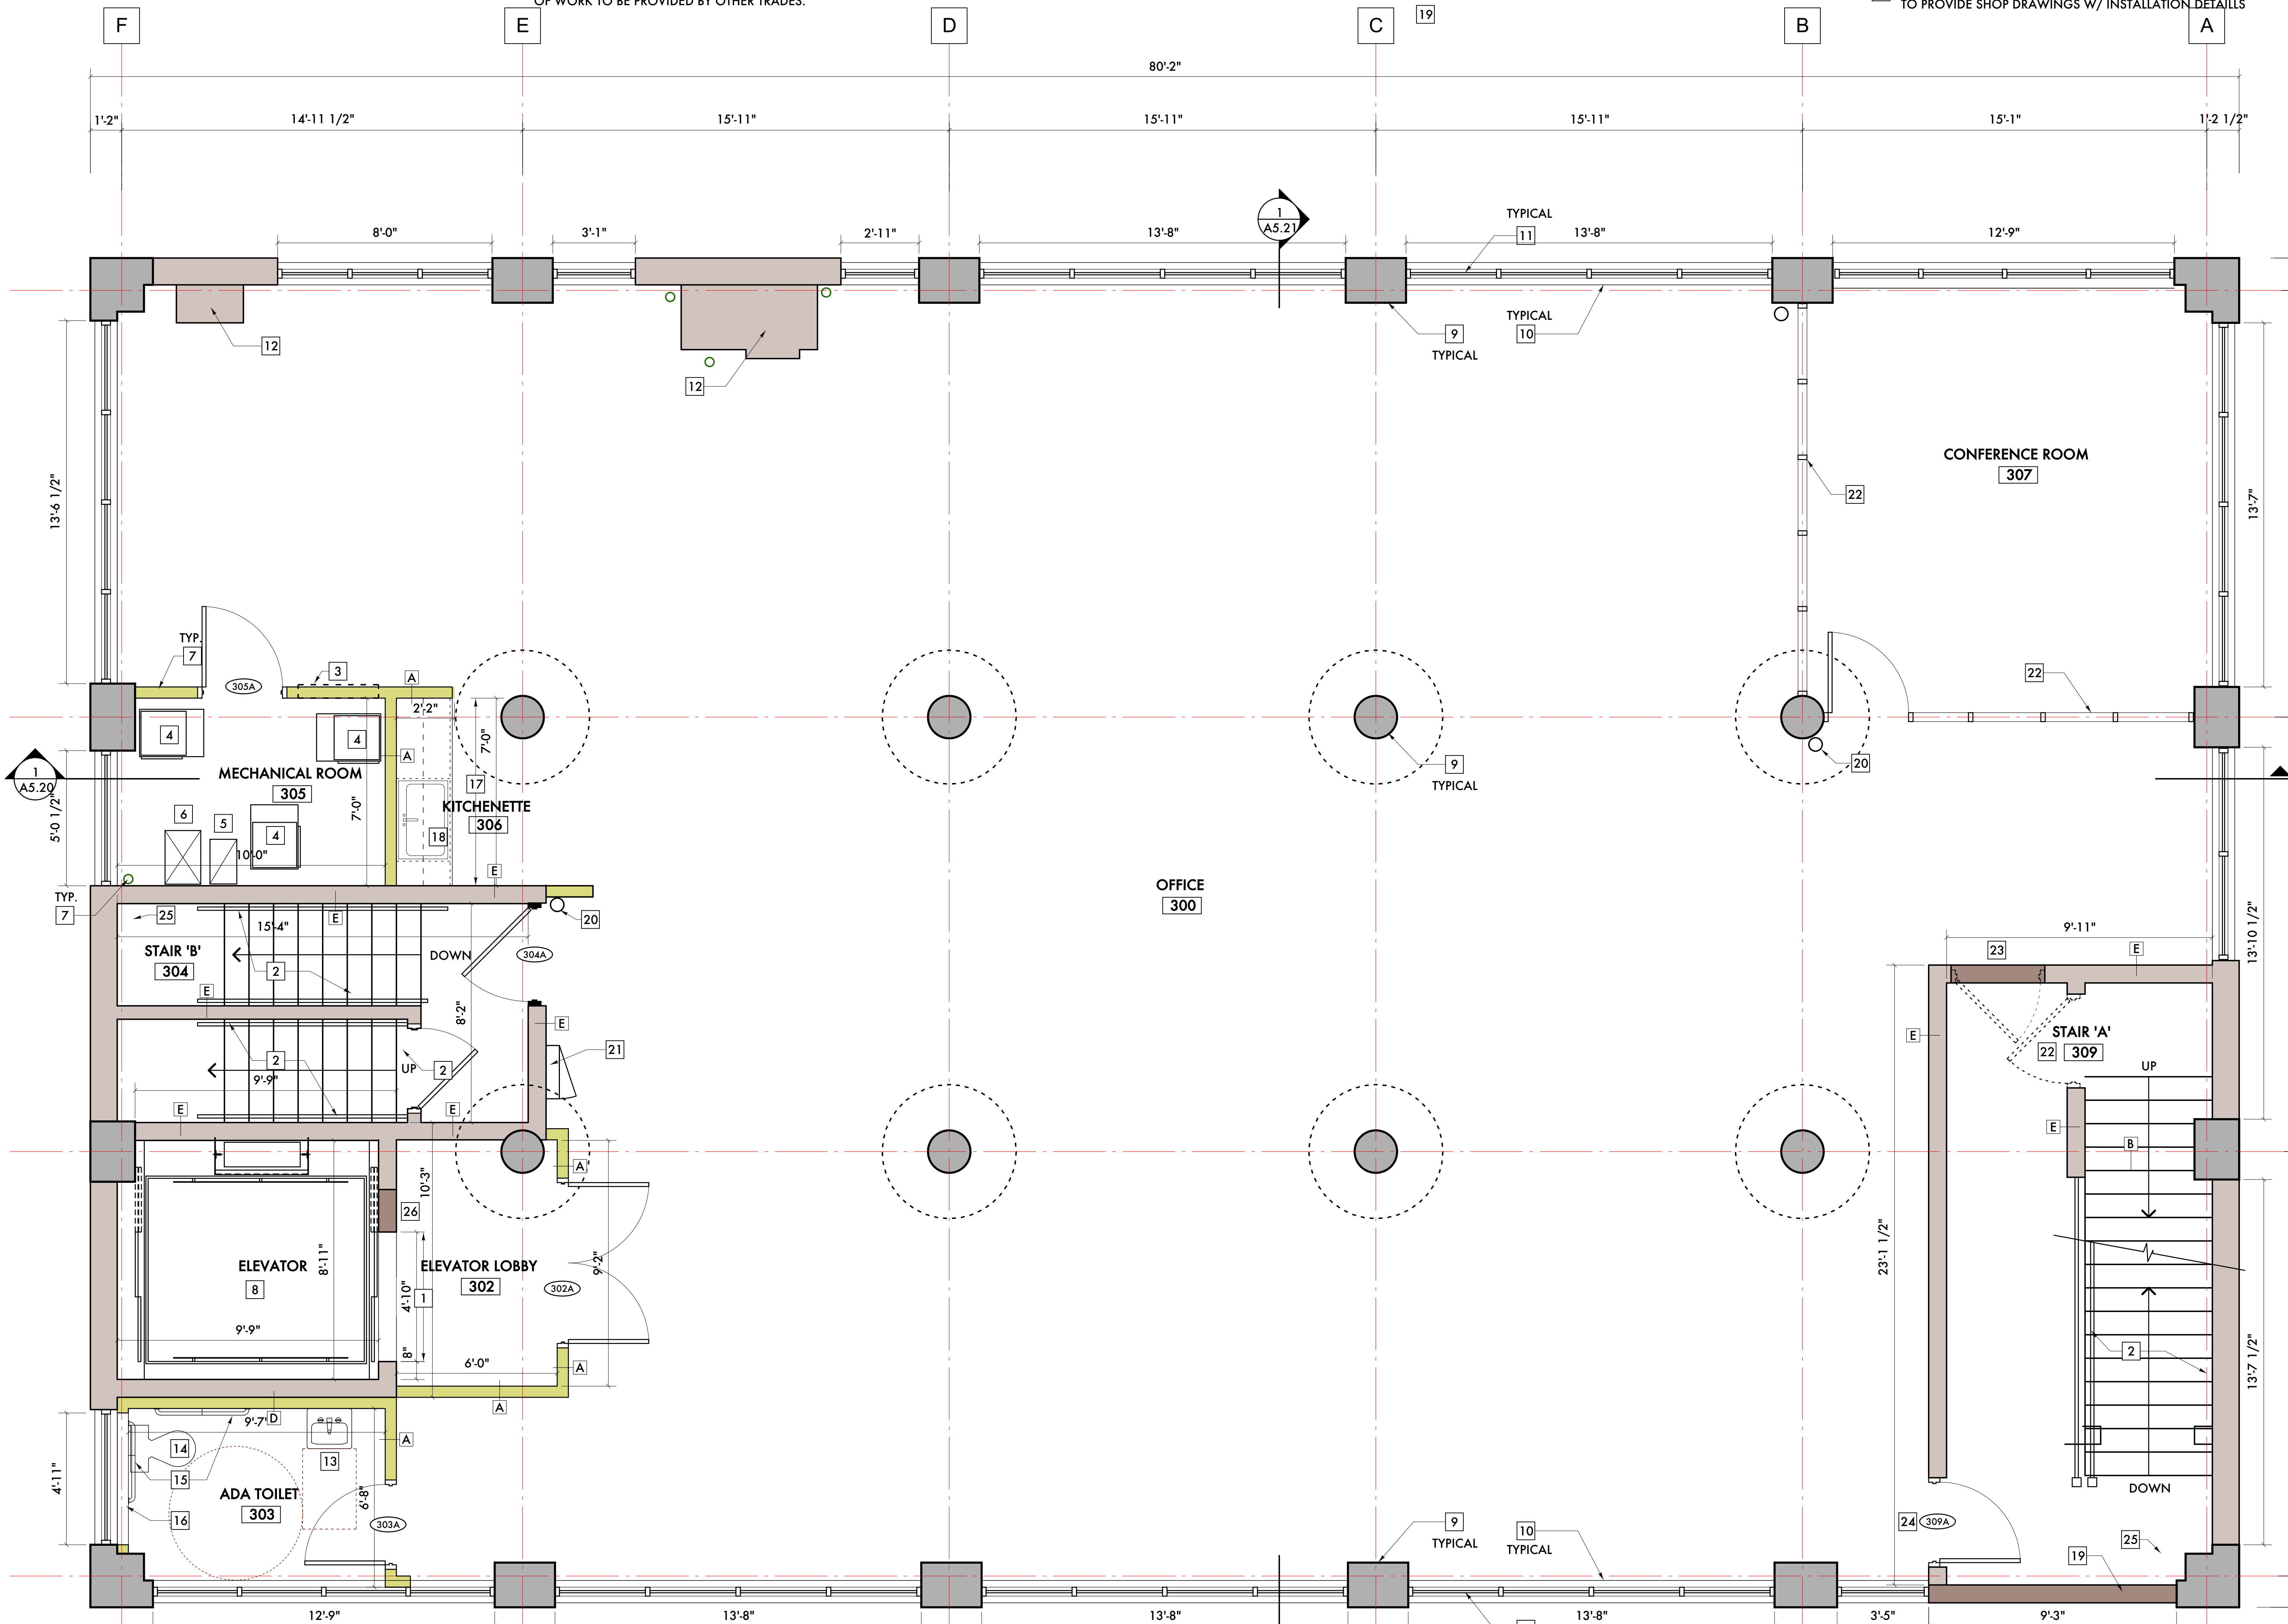 OF WORK TO BE PROVIDED BY OTHER TRADES.
19
TO PROVIDE SHOP DRAWINGS W/ INSTALLATION DETAILLS
F
E
D
C
B
A
80'-2"
1'-2"
14'-11 1/2"
15'-11"
15'-11"
15'-11"
15'-1"
1'-2 1/2"
1
A5.21
TYPICAL
11
8'-0"
3'-1"
2'-11"
13'-8"
13'-8"
12'-9"
12
12
9
TYPICAL
TYPICAL
10
13'-6 1/2"
CONFERENCE ROOM
307
22
13'-7"
TYP.
7
305A
3
A
2'-2"
22
4
4
A
7'-0"
9
TYPICAL
20
1
A5.20
MECHANICAL ROOM
305
17
KITCHENETTE
306
5'-0 1/2"
6
5
4
7'-0"
18
10'-0"
E
OFFICE
300
TYP.
7
25
E
20
15'-4"
STAIR 'B'
304
DOWN
304A
2
E
8'-2"
E
9'-11"
23
E
13'-10 1/2"
2
UP
2
21
9'-9"
E
STAIR 'A'
22
309
UP
E
E
E
B
A
10'-3"
26
23'-1 1/2"
ELEVATOR
8
8'-11"
ELEVATOR LOBBY
302
9'-2"
302A
4'-10"
1
9'-9"
8"
6'-0"
A
2
13'-7 1/2"
D
A
9'-7"
A
14
13
15
4'-11"
ADA TOILET
303
6'-8"
16
303A
DOWN
9
TYPICAL
10
TYPICAL
24
309A
25
19
12'-9"
13'-8"
13'-8"
13'-8"
3'-5"
9'-3"